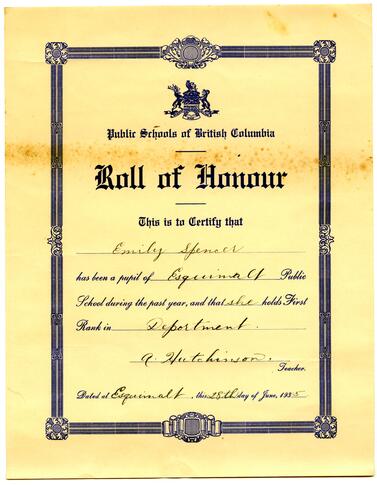 Public Schools of British Columbia
Roll of Honour
This is to Certify that
Emily Spencer
has been a pupil of Esquimalt Public
School during the past year, and that she holds First
Rank in Deportment.
A. Hutchinson.
Teacher.
Dated at Esquimalt, this 28th day of June, 1935